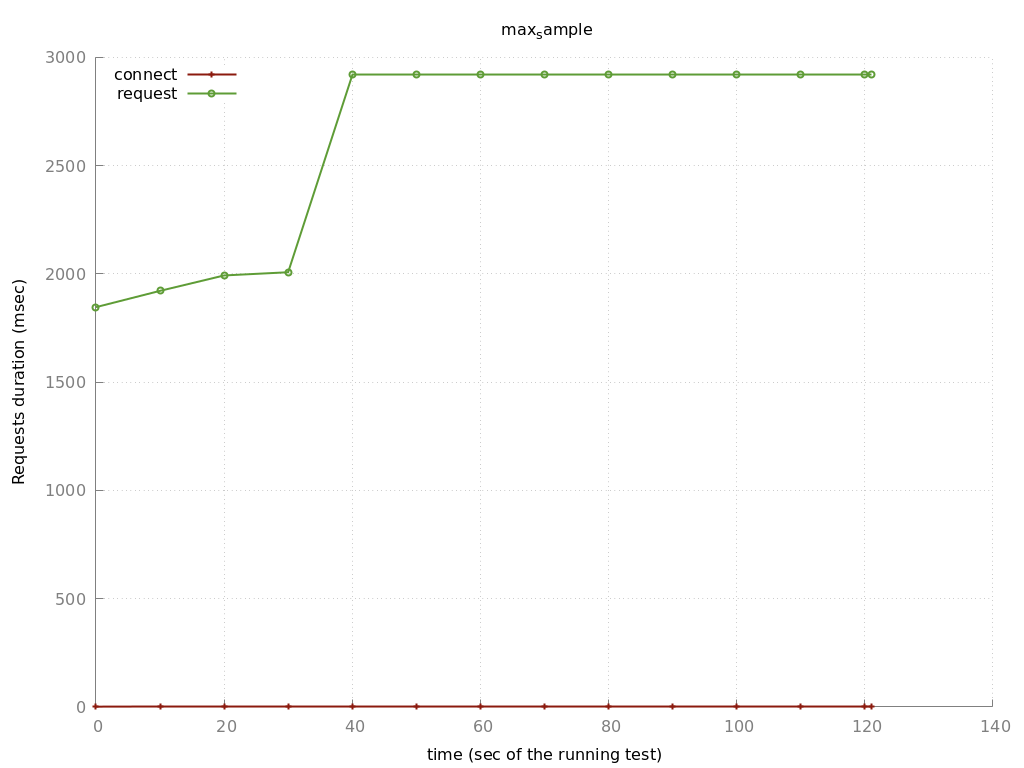 max_sample
3000
connect
request
2500
2000
1500
1000
500
0
0 20 40 60 80 100 120 140
Requests duration (msec)
time (sec of the running test)